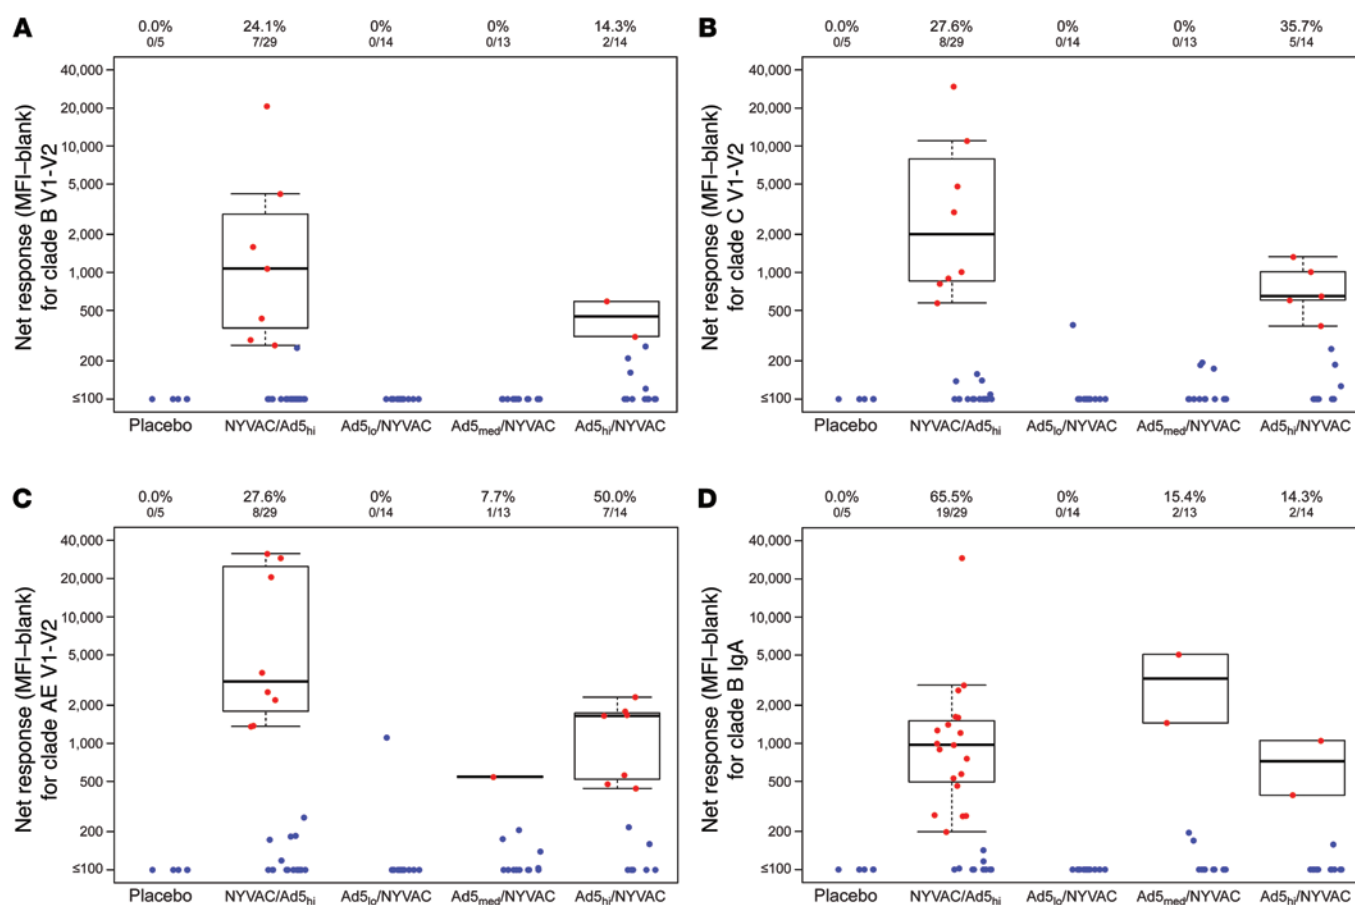 A
0.0% 24.1% 0% 0% 14.3%
0/5 7/29 0/14 0/13 2/14
Net response (MFI–blank)
for clade B V1-V2
40,000
20,000
10,000
5,000
2,000
1,000
500
200
≤100
Placebo NYVAC/Ad5hi Ad5lo/NYVAC Ad5med/NYVAC Ad5hi/NYVAC
B
0.0% 27.6% 0% 0% 35.7%
0/5 8/29 0/14 0/13 5/14
Net response (MFI–blank)
for clade C V1-V2
40,000
20,000
10,000
5,000
2,000
1,000
500
200
≤100
Placebo NYVAC/Ad5hi Ad5lo/NYVAC Ad5med/NYVAC Ad5hi/NYVAC
C
0.0% 27.6% 0% 7.7% 50.0%
0/5 8/29 0/14 1/13 7/14
Net response (MFI–blank)
for clade AE V1-V2
40,000
20,000
10,000
5,000
2,000
1,000
500
200
≤100
Placebo NYVAC/Ad5hi Ad5lo/NYVAC Ad5med/NYVAC Ad5hi/NYVAC
D
0.0% 65.5% 0% 15.4% 14.3%
0/5 19/29 0/14 2/13 2/14
Net response (MFI–blank)
for clade B IgA
40,000
20,000
10,000
5,000
2,000
1,000
500
200
≤100
Placebo NYVAC/Ad5hi Ad5lo/NYVAC Ad5med/NYVAC Ad5hi/NYVAC